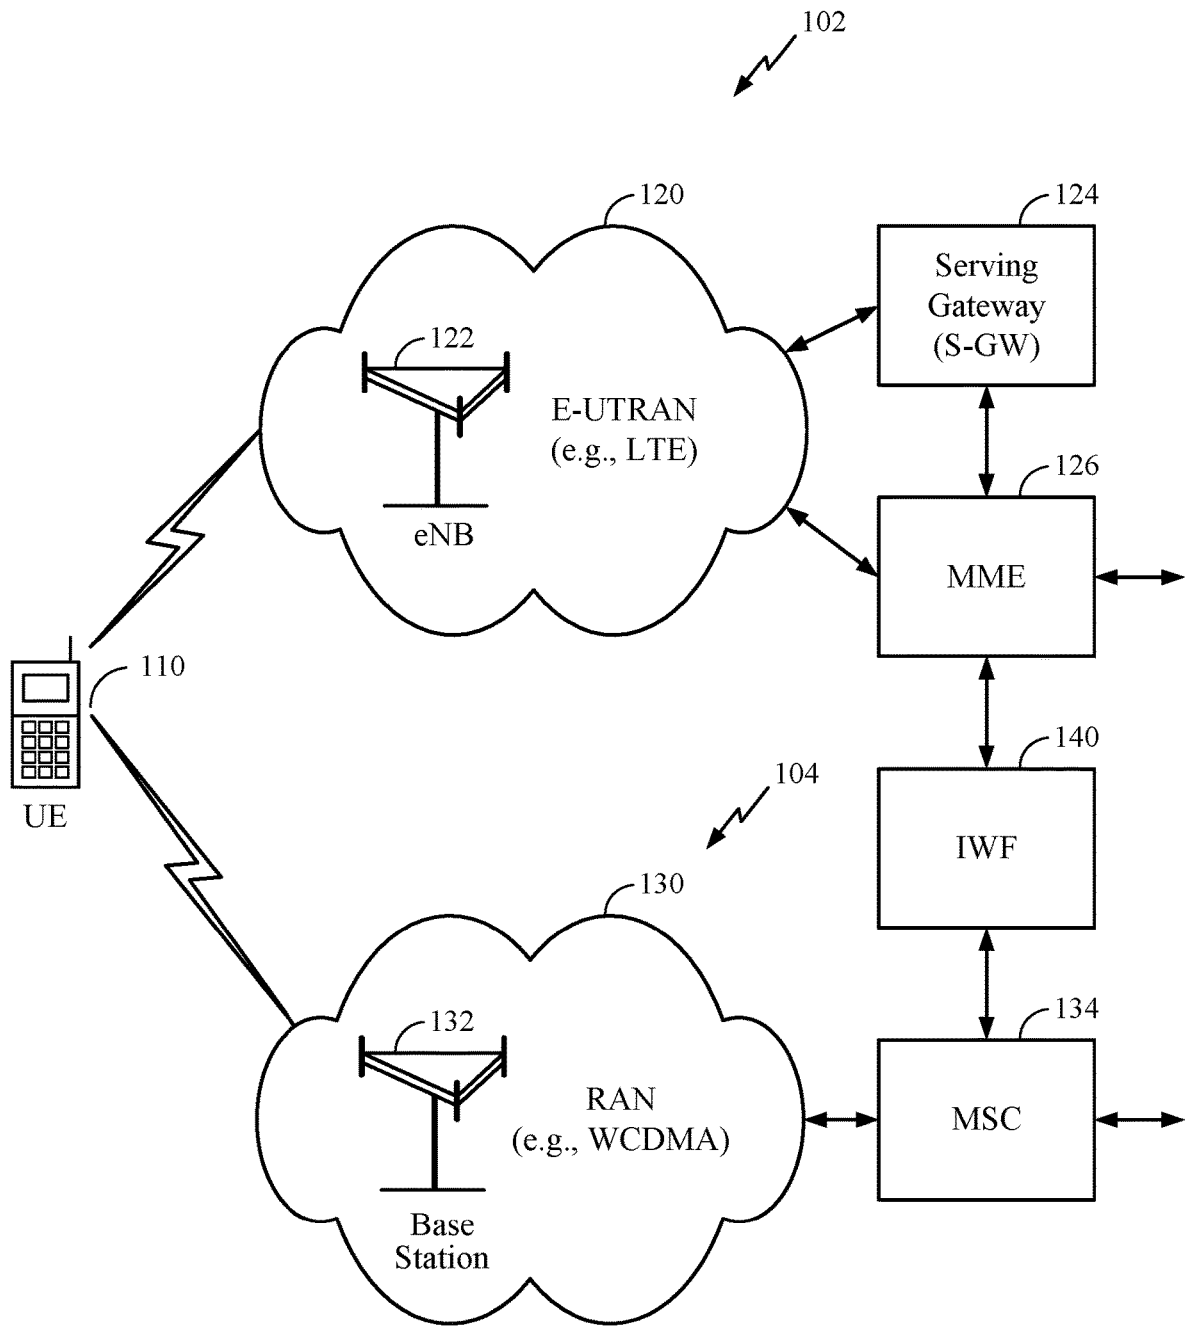 102
120
124
Serving
Gateway
(S-GW)
122
E-UTRAN
(e.g., LTE)
eNB
126
MME
110
UE
140
IWF
104
130
134
MSC
132
RAN
(e.g., WCDMA)
Base
Station